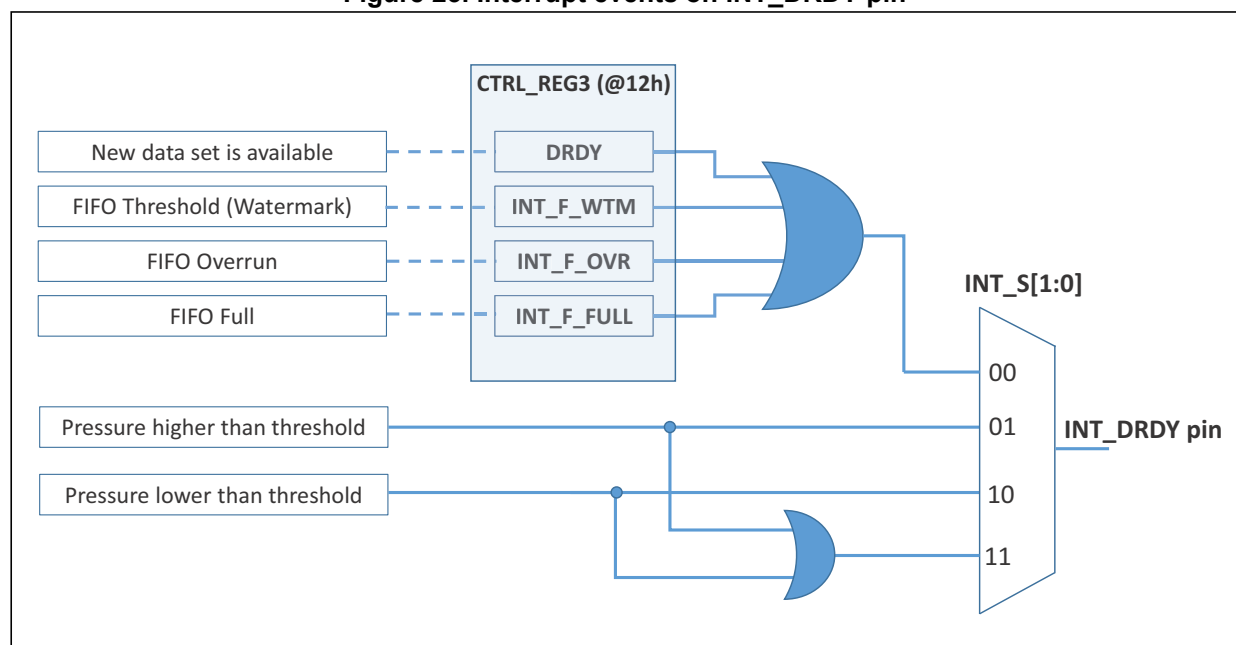 CTRL_REG3 (@12h)
New data set is available
DRDY
FIFO Threshold (Watermark)
INT_F_WTM
FIFO Overrun
INT_F_OVR
FIFO Full
INT_F_FULL
INT_S[1:0]
00
Pressure higher than threshold
01
INT_DRDY pin
Pressure lower than threshold
10
11